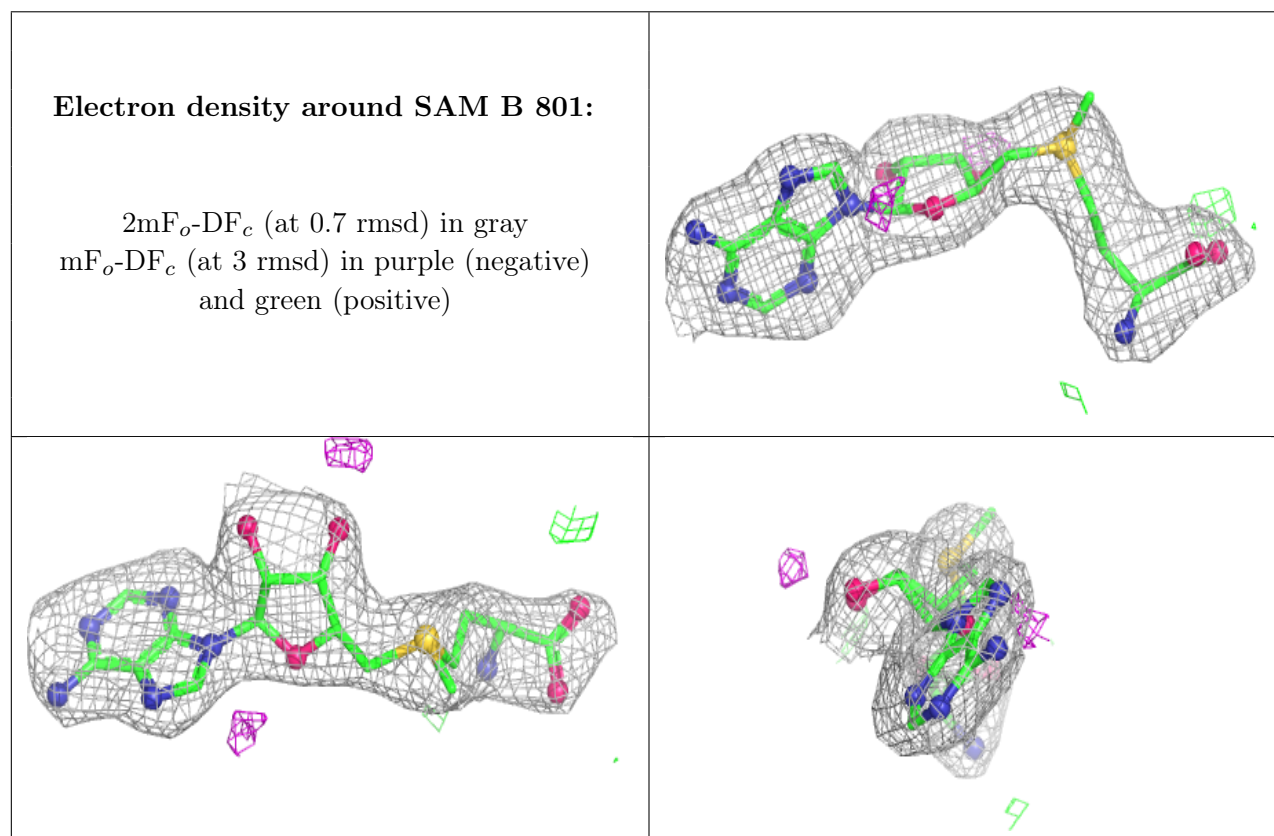 Electron density around SAM B 801:
2mFo-DFc (at 0.7 rmsd) in gray
mFo-DFc (at 3 rmsd) in purple (negative)
and green (positive)